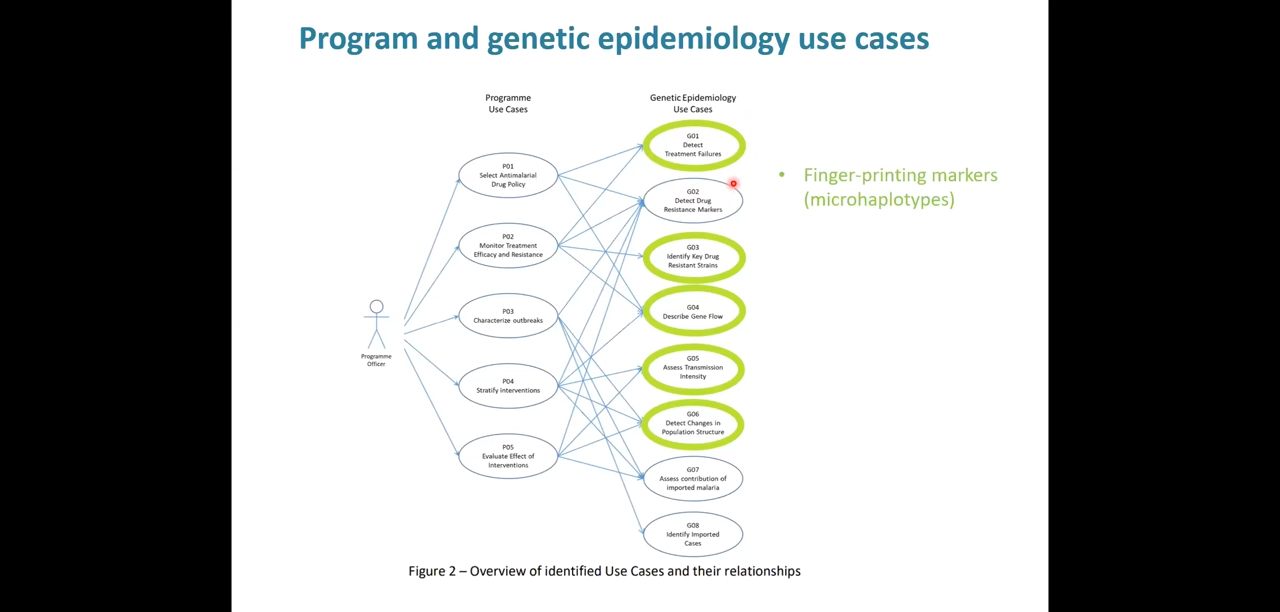 Program and genetic epidemiology use cases
Programme
Use Cases
Genetic Epidemiology
Use Cases
P01
Select Antimalarial
Drug Policy
P02
Monitor Treatment
Efficacy and Resistance
P03
Characterize outbreaks
P04
Stratify interventions
P05
Evaluate Effect of
Interventions
Programme
Officer
G01
Detect
Treatment Failures
G02
Detect Drug
Resistance Markers
G03
Identify Key Drug
Resistant Strains
G04
Describe Gene Flow
G05
Assess Transmission
Intensity
G06
Detect Changes in
Population Structure
G07
Assess contribution of
imported malaria
G08
Identify Imported
Cases
• Finger-printing markers
(microhaplotypes)
Figure 2 – Overview of identified Use Cases and their relationships